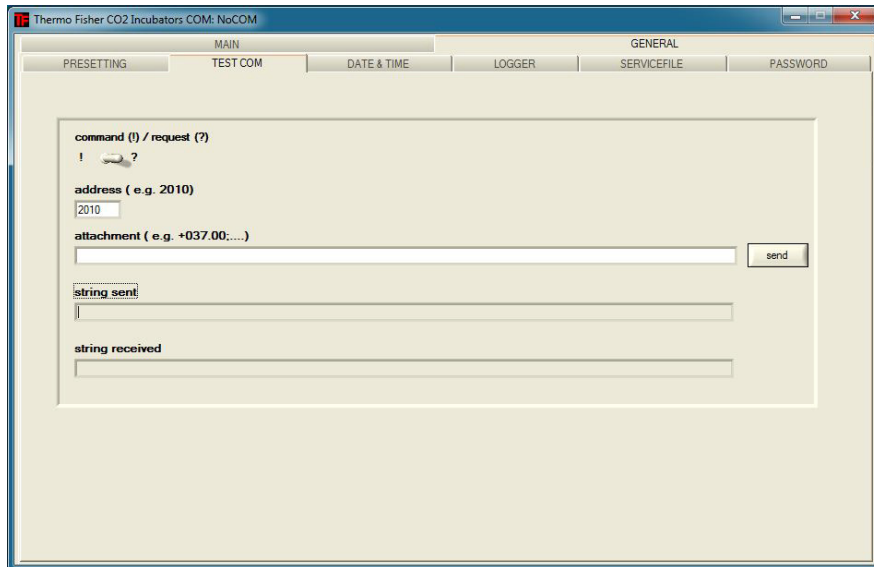 TF Thermo Fisher CO2 Incubators COM: NoCOM
MAIN GENERAL
PRESETTING TEST COM DATE & TIME LOGGER SERVICEFILE PASSWORD
command (!) / request (?)
! ?
address ( e.g. 2010)
2010
attachment ( e.g. +037.00;....)
send
string sent
string received